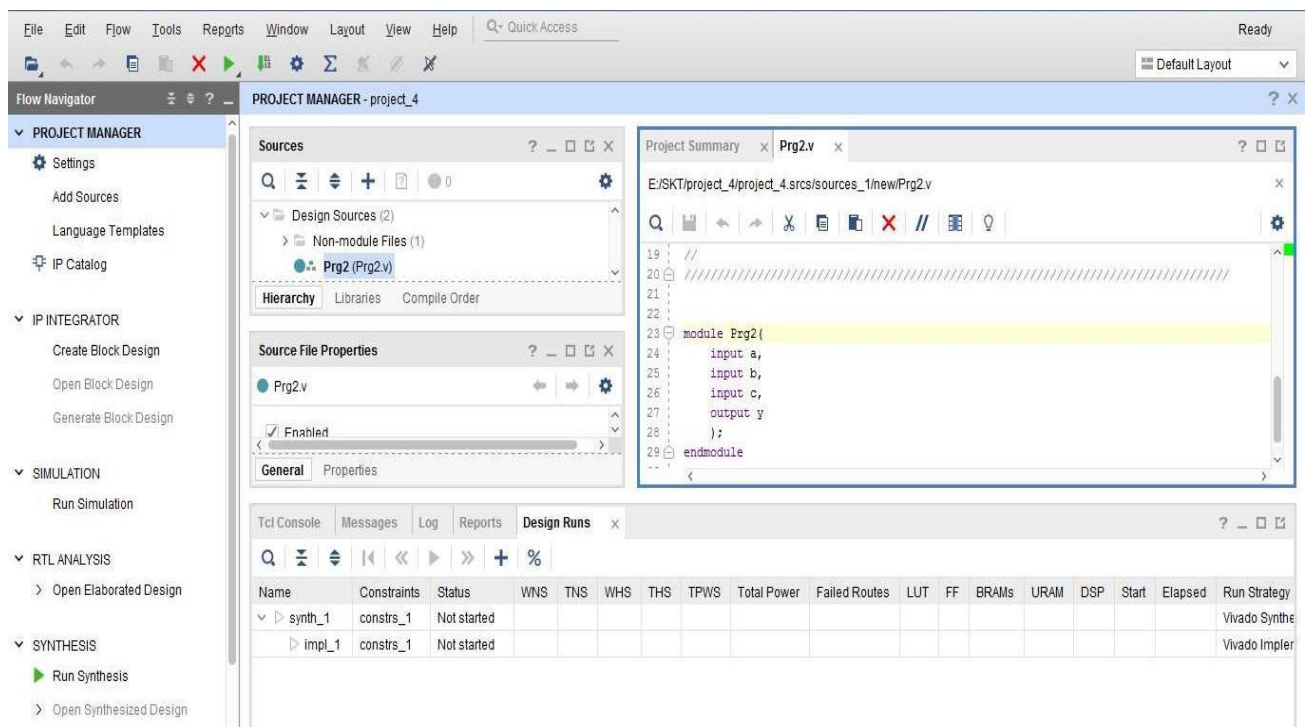 File Edit Flow Tools Reports Window Layout View Help Quick Access Ready
Default Layout
Flow Navigator
PROJECT MANAGER
Settings
Add Sources
Language Templates
IP Catalog
IP INTEGRATOR
Create Block Design
Open Block Design
Generate Block Design
SIMULATION
Run Simulation
RTL ANALYSIS
Open Elaborated Design
SYNTHESIS
Run Synthesis
Open Synthesized Design
PROJECT MANAGER - project_4
Sources
0
Design Sources (2)
Non-module Files (1)
Prg2 (Prg2.v)
Hierarchy Libraries Compile Order
Source File Properties
Prg2.v
Enabled
General Properties
Project Summary Prg2.v
E:/SKT/project_4/project_4.srcs/sources_1/new/Prg2.v
19 //
20 ////////////////////////////////////////////////////////////////////////////////
21
22
23 module Prg2(
24 input a,
25 input b,
26 input c,
27 output y
28 );
29 endmodule
Tcl Console Messages Log Reports Design Runs
Name Constraints Status WNS TNS WHS THS TPWS Total Power Failed Routes LUT FF BRAMs URAM DSP Start Elapsed Run Strategy
synth_1 constrs_1 Not started Vivado Synthe
impl_1 constrs_1 Not started Vivado Impler